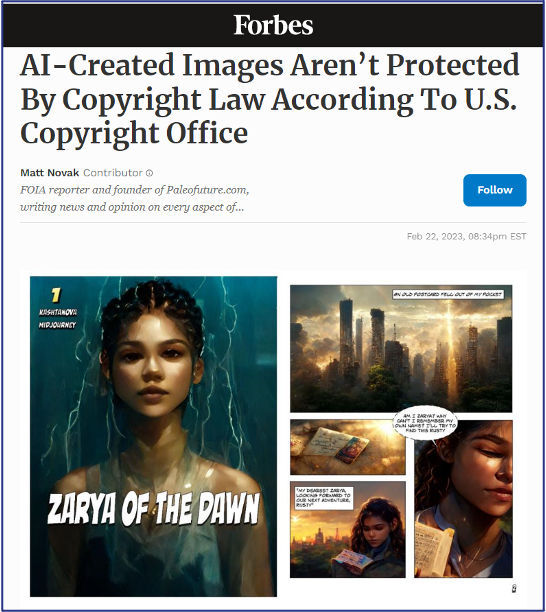 Forbes
AI-Created Images Aren’t Protected
By Copyright Law According To U.S.
Copyright Office
Matt Novak Contributor
FOIA reporter and founder of Paleofuture.com,
writing news and opinion on every aspect of...
Follow
Feb 22, 2023, 08:34pm EST
1
KASHTANOVA
MIDJOURNEY
ZARYA OF THE DAWN
AN OLD POSTCARD FELL OUT OF MY POCKET
AM I ZARYA? WHY
CAN'T I REMEMBER MY
OWN NAME? I'LL TRY TO
FIND THIS RUSTY
"MY DEAREST ZARYA,
LOOKING FORWARD TO
OUR NEXT ADVENTURE,
RUSTY"